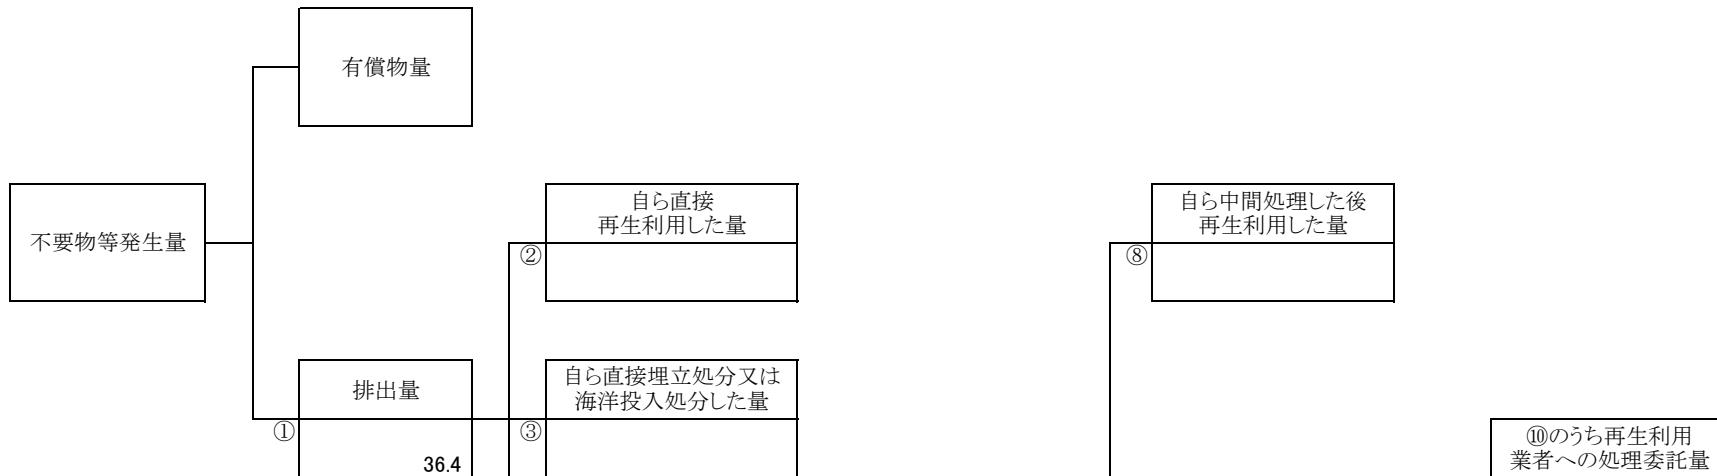 有償物量
不要物等発生量
自ら直接
再生利用した量
②
自ら中間処理した後
再生利用した量
⑧
排出量
①
36.4
自ら直接埋立処分又は
海洋投入処分した量
③
⑩のうち再生利用
業者への処理委託量